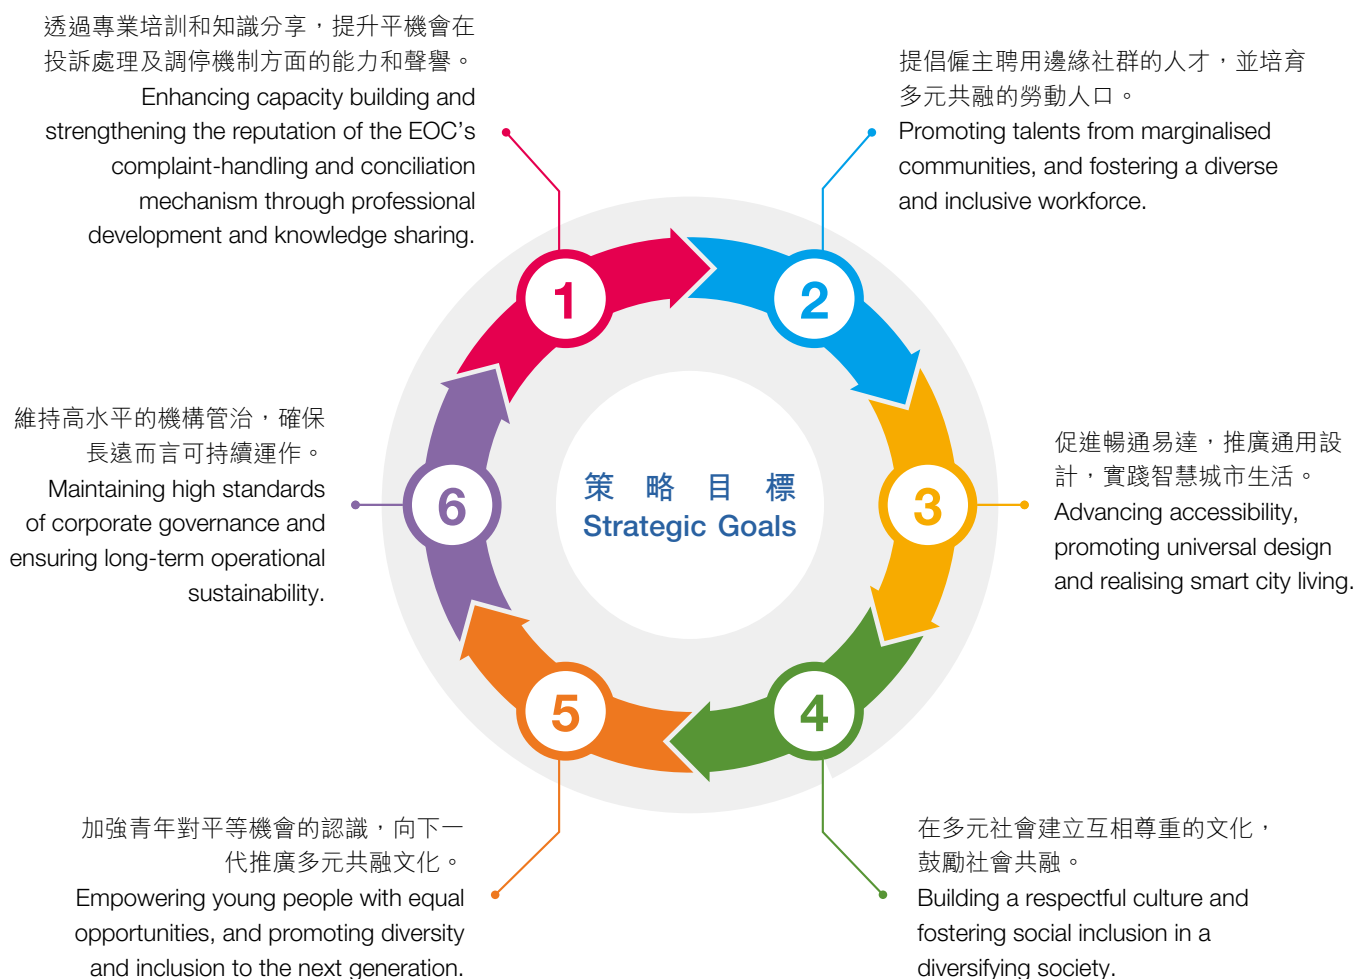 透過專業培訓和知識分享，提升平機會在
投訴處理及調停機制方面的能力和聲譽。
Enhancing capacity building and
strengthening the reputation of the EOC's
complaint-handling and conciliation
mechanism through professional
development and knowledge sharing.
提倡僱主聘用邊緣社群的人才，並培育
多元共融的勞動人口。
Promoting talents from marginalised
communities, and fostering a diverse
and inclusive workforce.
1
2
維持高水平的機構管治，確保
長遠而言可持續運作。
Maintaining high standards
of corporate governance and
ensuring long-term operational
sustainability.
6
策略目標
Strategic Goals
3
促進暢通易達，推廣通用設
計，實踐智慧城市生活。
Advancing accessibility,
promoting universal design
and realising smart city living.
5
4
加強青年對平等機會的認識，向下一
代推廣多元共融文化。
Empowering young people with equal
opportunities, and promoting diversity
and inclusion to the next generation.
在多元社會建立互相尊重的文化，
鼓勵社會共融。
Building a respectful culture and
fostering social inclusion in a
diversifying society.